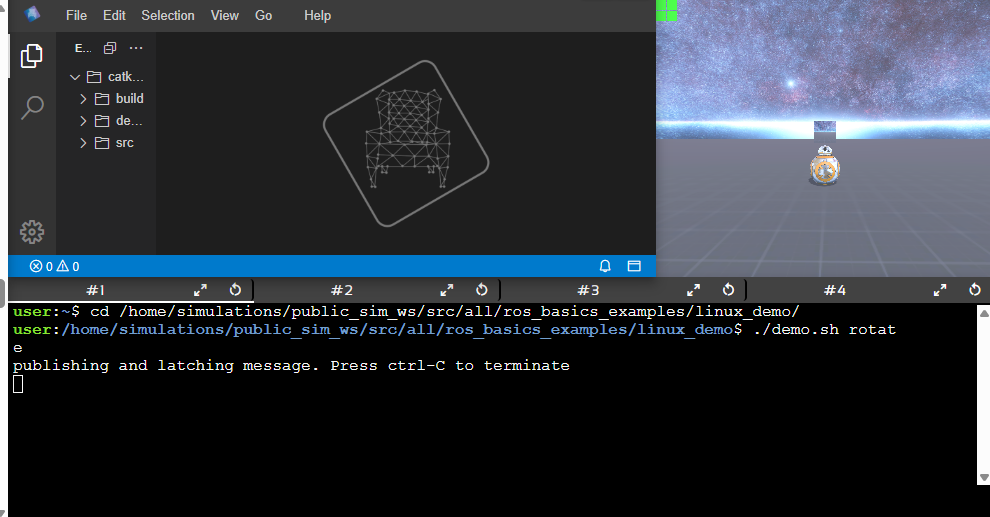 File Edit Selection View Go Help
E...
catk...
build
de...
src
0 0
#1 #2 #3 #4
user:~$ cd /home/simulations/public_sim_ws/src/all/ros_basics_examples/linux_demo/
user:/home/simulations/public_sim_ws/src/all/ros_basics_examples/linux_demo$ ./demo.sh rotat
e
publishing and latching message. Press ctrl-C to terminate